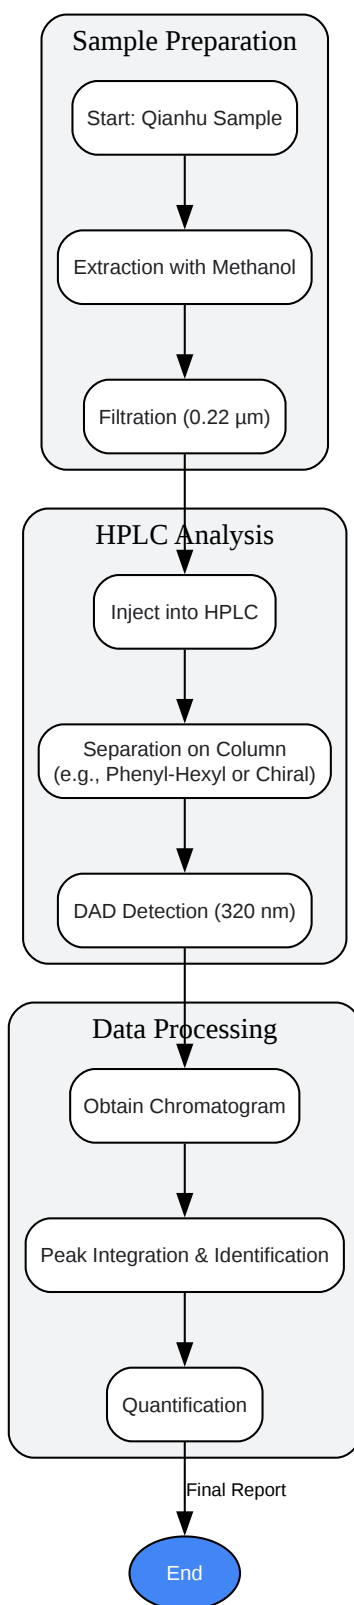 Sample Preparation
Start: Qianhu Sample
Extraction with Methanol
Filtration (0.22 µm)
HPLC Analysis
Inject into HPLC
Separation on Column
(e.g., Phenyl-Hexyl or Chiral)
DAD Detection (320 nm)
Data Processing
Obtain Chromatogram
Peak Integration & Identification
Quantification
Final Report
End